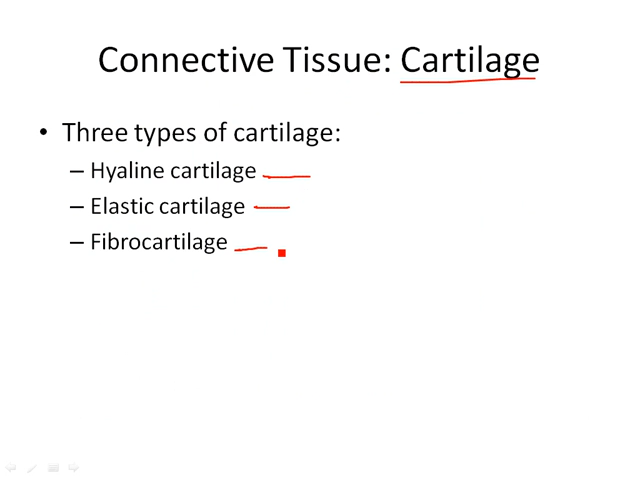 Connective Tissue: Cartilage
• Three types of cartilage:
– Hyaline cartilage
– Elastic cartilage
– Fibrocartilage